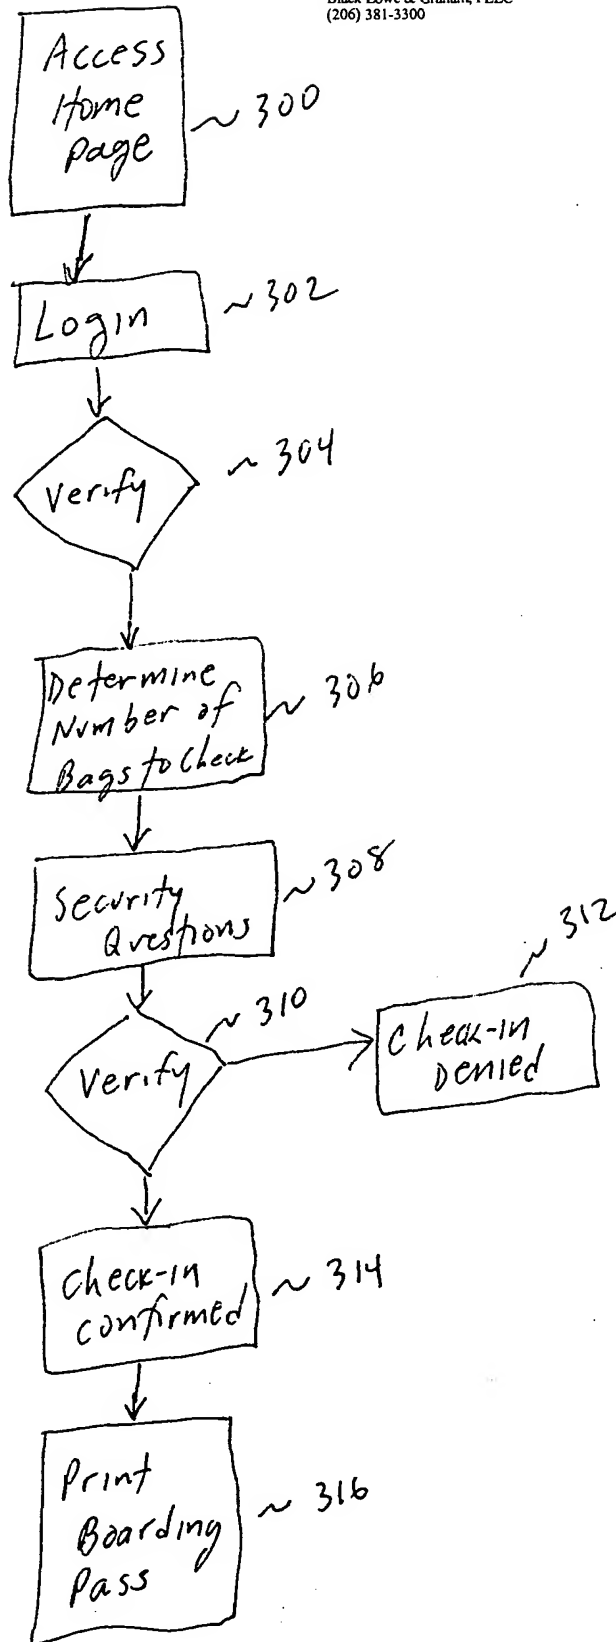 (206) 381-3300
Access
Home
Page
~ 300
Login
~ 302
Verify
~ 304
Determine
Number of
Bags to Check
~ 306
Security
Questions
~ 308
Verify
~ 310
~ 312
Check-in
Denied
Check-in
confirmed
~ 314
Print
Boarding
Pass
~ 316